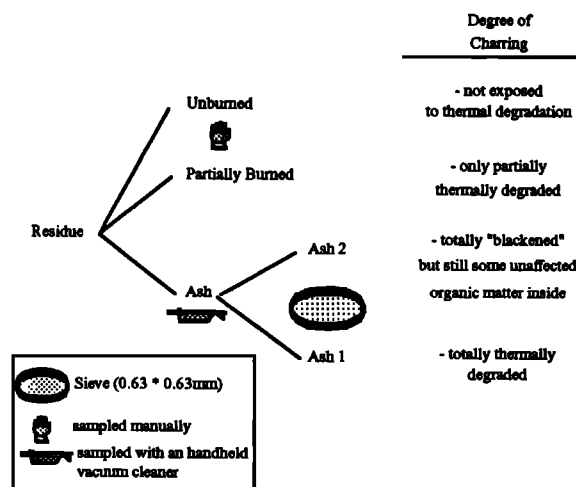 Degree of
Charring
Unburned
- not exposed
to thermal degradation
Partially Burned
- only partially
thermally degraded
Residue
Ash 2
- totally "blackened"
but still some unaffected
organic matter inside
Ash
Ash 1
- totally thermally
degraded
Sieve (0.63 * 0.63mm)
sampled manually
sampled with an handheld
vacuum cleaner